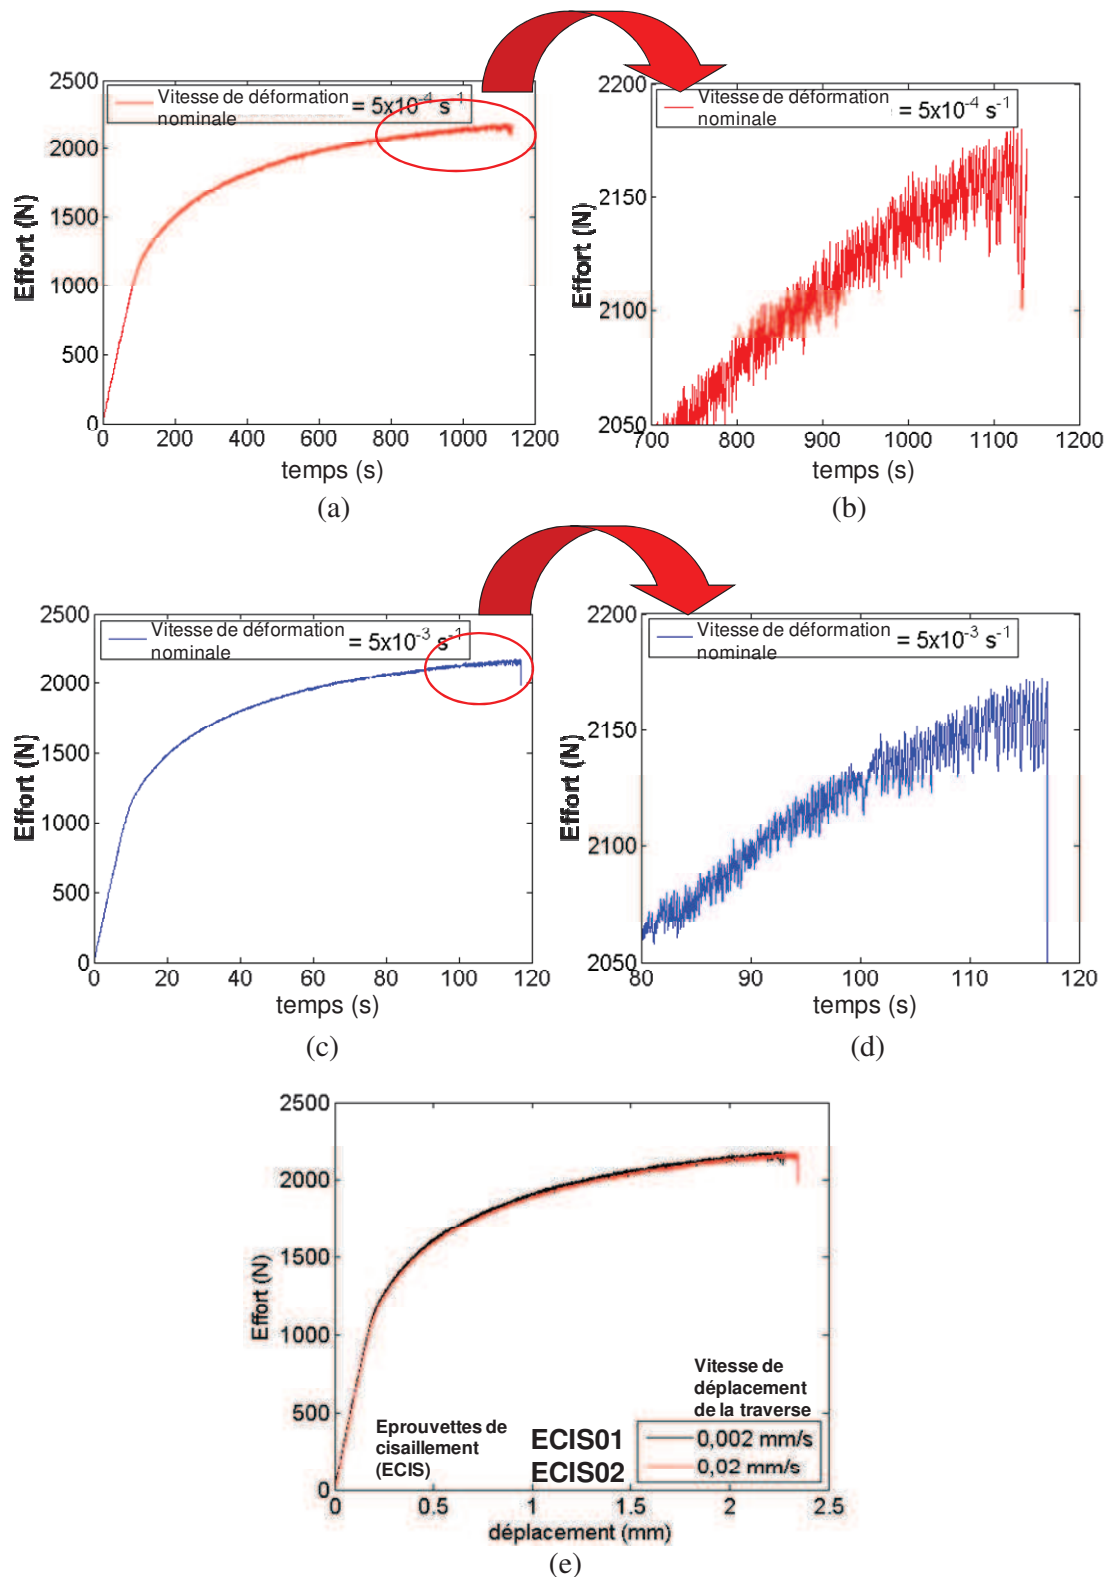 2500
2000
1500
1000
500
0
Effort (N)
Vitesse de déformation
nominale
= 5x10⁻⁴ s⁻¹
0 200 400 600 800 1000 1200
temps (s)
(a)
2200
2150
2100
2050
Effort (N)
Vitesse de déformation
nominale
= 5x10⁻⁴ s⁻¹
700 800 900 1000 1100 1200
temps (s)
(b)
2500
2000
1500
1000
500
0
Effort (N)
Vitesse de déformation
nominale
= 5x10⁻³ s⁻¹
0 20 40 60 80 100 120
temps (s)
(c)
2200
2150
2100
2050
Effort (N)
Vitesse de déformation
nominale
= 5x10⁻³ s⁻¹
80 90 100 110 120
temps (s)
(d)
2500
2000
1500
1000
500
0
Effort (N)
Vitesse de
déplacement
de la traverse
Eprouvettes de
cisaillement
(ECIS)
ECIS01
0,002 mm/s
ECIS02
0,02 mm/s
0 0.5 1 1.5 2 2.5
déplacement (mm)
(e)